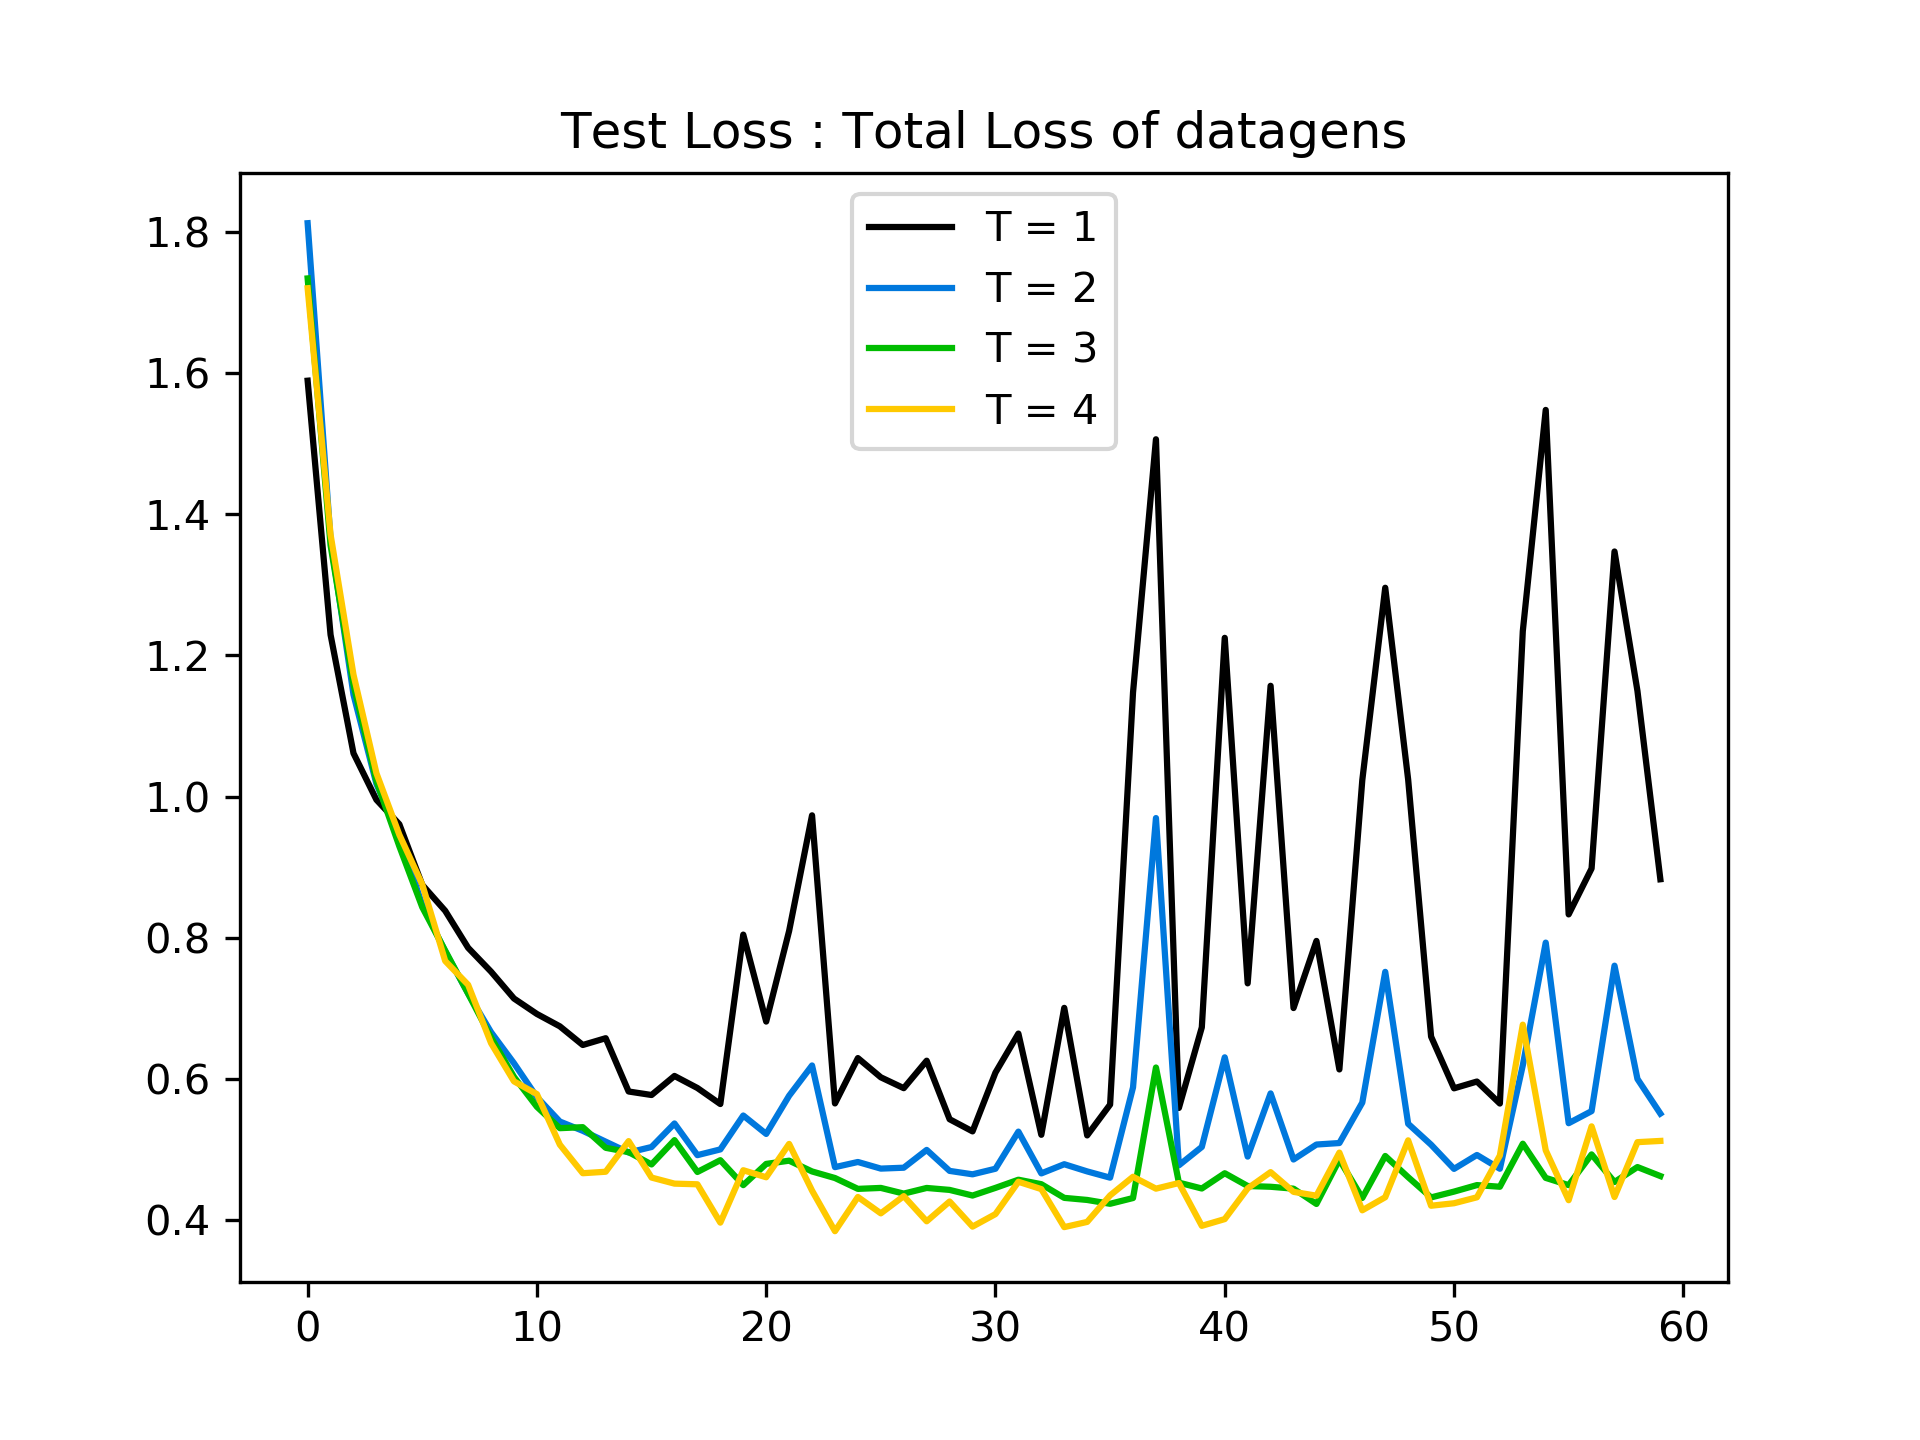 Test Loss : Total Loss of datagens
T = 1
T = 2
T = 3
T = 4
1.8
1.6
1.4
1.2
1.0
0.8
0.6
0.4
0 10 20 30 40 50 60